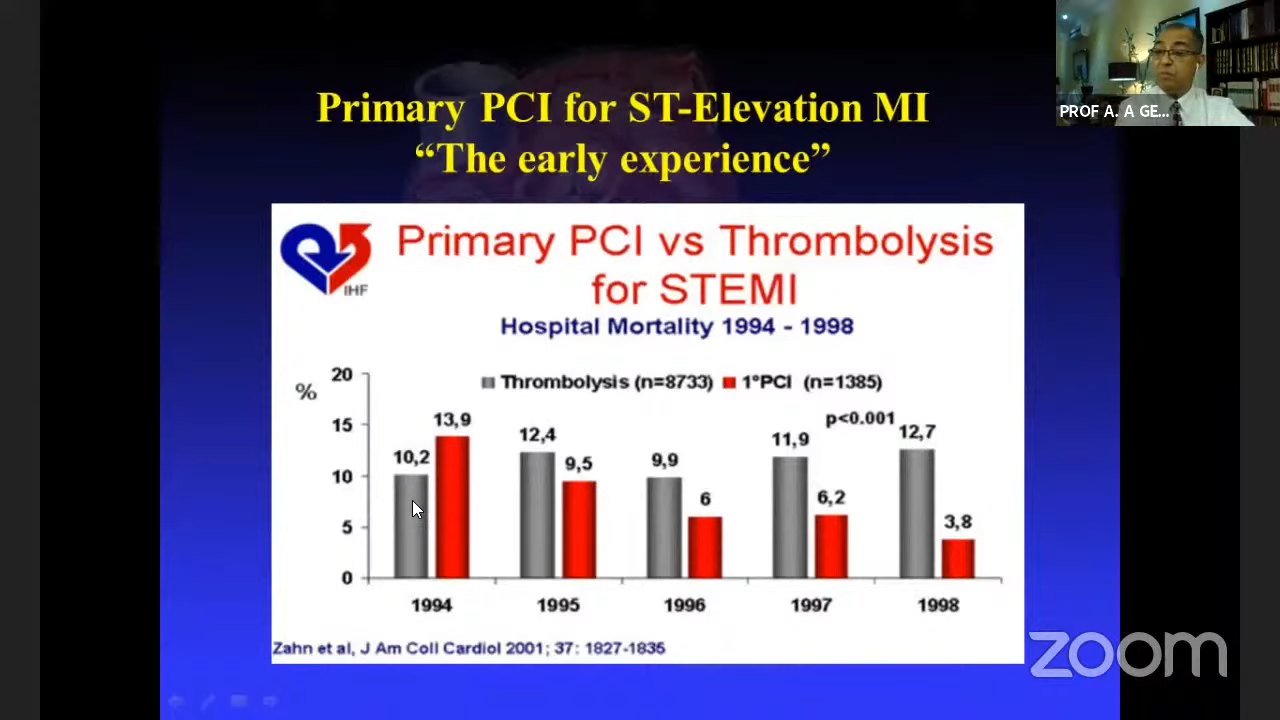 PROF A. A GE...
Primary PCI for ST-Elevation MI
“The early experience”
IHF
Primary PCI vs Thrombolysis
for STEMI
Hospital Mortality 1994 - 1998
%
20
15
10
5
0
Thrombolysis (n=8733)
1°PCI (n=1385)
p<0.001
10,2
13,9
12,4
9,5
9,9
6
11,9
6,2
12,7
3,8
1994
1995
1996
1997
1998
Zahn et al, J Am Coll Cardiol 2001; 37: 1827-1835
zoom